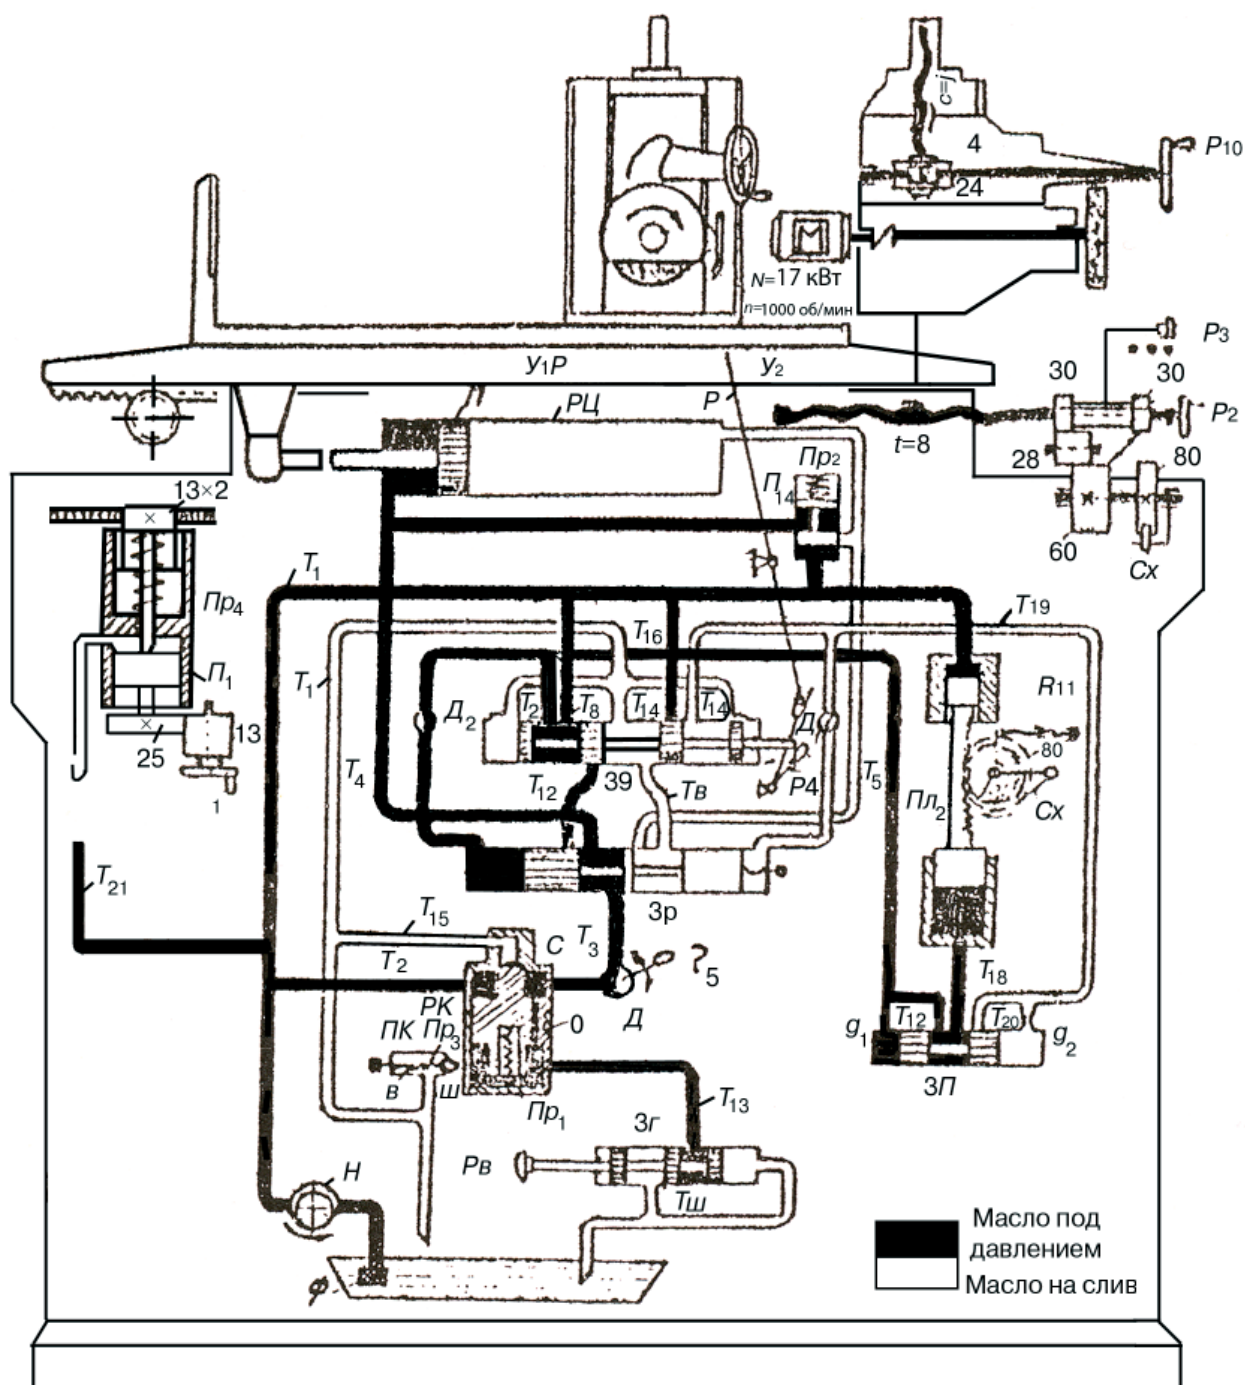 c=j
4
P10
24
N=17 кВт
n=1000 об/мин
P3
У1Р
У2
30
30
РЦ
P
P2
t=8
Пр2
28
80
13×2
П14
60
Cx
T1
Пр4
T19
T16
T1
П1
R11
Д2
T2
T8
T14
T14
Д
13
25
80
T4
T12
39
Тв
P4
T5
Пл2
Cx
1
T21
Зр
T15
С
T3
T2
5
T18
РК
0
Д
T12
T20
ПК
Пр3
g1
g2
в
ш
ЗП
Пр1
T13
Зг
Н
Рв
Тш
Масло под
давлением
Масло на слив
Ф